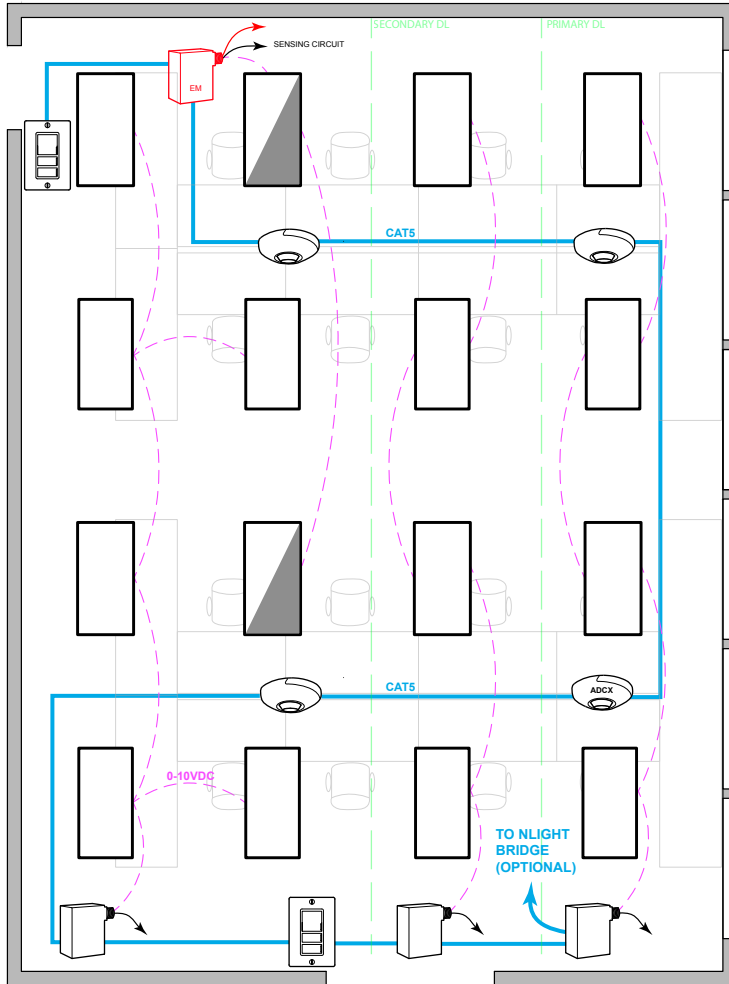 SECONDARY DL
PRIMARY DL
SENSING CIRCUIT
EM
CAT5
CAT5
ADCX
0-10VDC
TO NLIGHT
BRIDGE
(OPTIONAL)